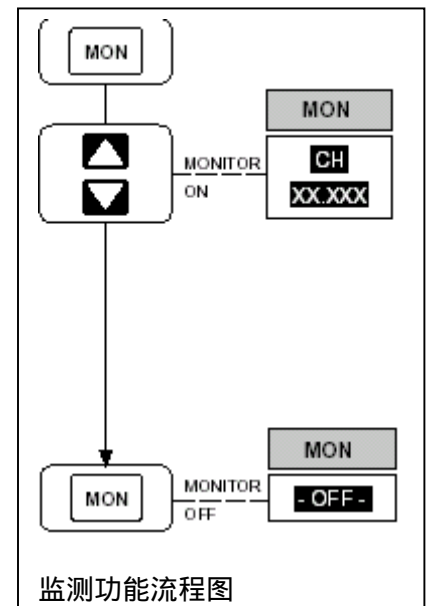 MON
MON
MONITOR
ON
CH
XX.XXX
MON
MON
MONITOR
OFF
- OFF -
监测功能流程图